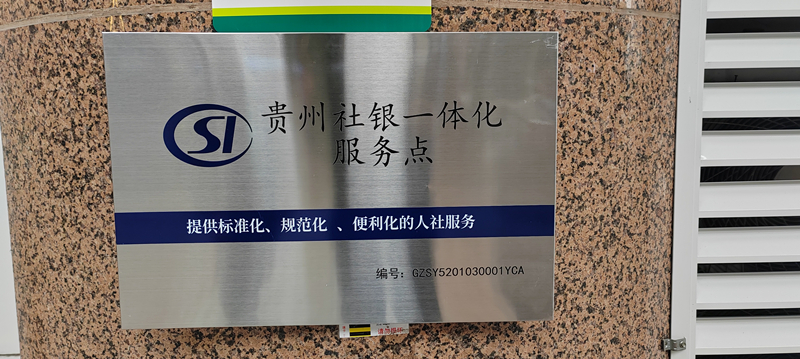 SI
贵州社银一体化
服务点
提供标准化、规范化 、便利化的人社服务
编号：GZSY5201030001YCA